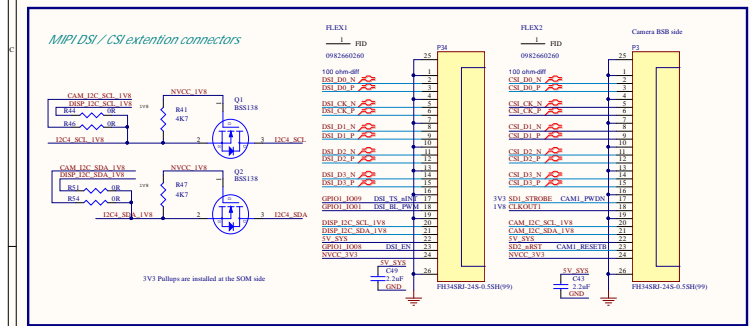 C
MIPI DSI / CSI extention connectors
FLEX1
1 FID
0982660260
FLEX2
1 FID
0982660260
Camera BSB side
CAM_I2C_SCL_1V8
DISP_I2C_SCL_1V8
R44 0R
R46 0R
I2C4_SCL_1V8
1V8
NVCC_1V8
R41
4K7
Q1
BSS138
2
3 I2C4_SCL
CAM_I2C_SDA_1V8
DISP_I2C_SDA_1V8
R51 0R
R54 0R
I2C4_SDA_1V8
1V8
NVCC_1V8
R47
4K7
Q2
BSS138
2
3 I2C4_SDA
3V3 Pullups are installed at the SOM side
P34
25
100 ohm-diff
1
DSI_D0_N 2
DSI_D0_P 3
4
DSI_CK_N 5
DSI_CK_P 6
7
DSI_D1_N 8
DSI_D1_P 9
10
DSI_D2_N 11
DSI_D2_P 12
13
DSI_D3_N 14
DSI_D3_P 15
16
GPIO1_IO09 DSI_TS_nINT 17
GPIO1_IO01 DSI_BL_PWM 18
19
DISP_I2C_SCL_1V8 20
DISP_I2C_SDA_1V8 21
5V_SYS 22
GPIO1_IO08 DSI_EN 23
NVCC_3V3 24
5V_SYS
26
C49
2.2uF
GND
FH34SRJ-24S-0.5SH(99)
P3
25
100 ohm-diff
1
CSI_D0_N 2
CSI_D0_P 3
4
CSI_CK_N 5
CSI_CK_P 6
7
CSI_D1_N 8
CSI_D1_P 9
10
CSI_D2_N 11
CSI_D2_P 12
13
CSI_D3_N 14
CSI_D3_P 15
16
3V3 SD1_STROBE CAM1_PWDN 17
1V8 CLKOUT1 18
19
CAM_I2C_SCL_1V8 20
CAM_I2C_SDA_1V8 21
5V_SYS 22
SD2_nRST CAM1_RESETB 23
NVCC_3V3 24
5V_SYS
26
C43
2.2uF
GND
FH34SRJ-24S-0.5SH(99)